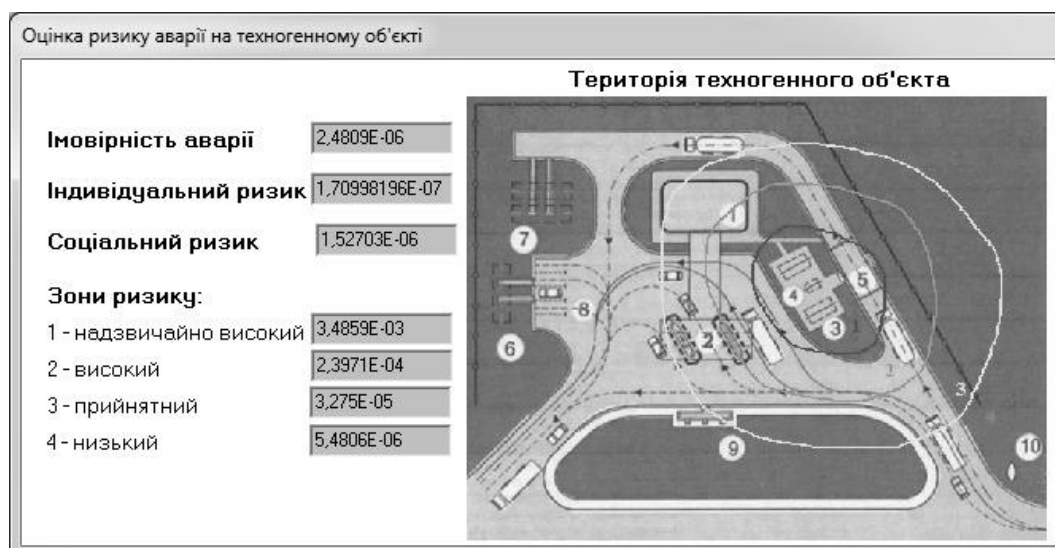 Оцінка ризику аварії на техногенному об'єкті
Територія техногенного об'єкта
Імовірність аварії 2,4809E-06
Індивідуальний ризик 1,70998196E-07
Соціальний ризик 1,52703E-06
Зони ризику:
1 - надзвичайно високий 3,4859E-03
2 - високий 2,3971E-04
3 - прийнятний 3,275E-05
4 - низький 5,4806E-06
1
7
5
4
8
3
1
6
2
2
3
9
10